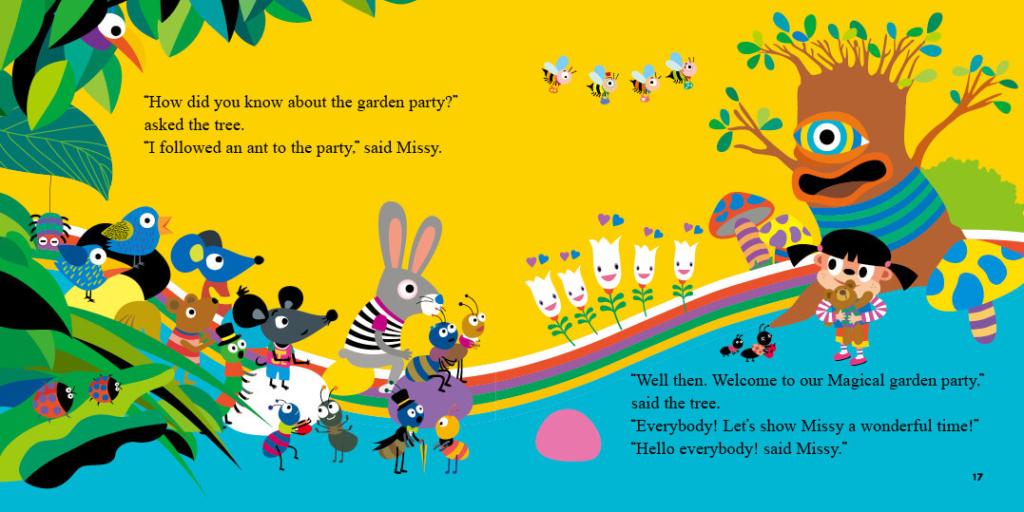 “How did you know about the garden party?”
asked the tree.
“I followed an ant to the party,” said Missy.
“Well then. Welcome to our Magical garden party,”
said the tree.
“Everybody! Let's show Missy a wonderful time!”
“Hello everybody! said Missy.”
17